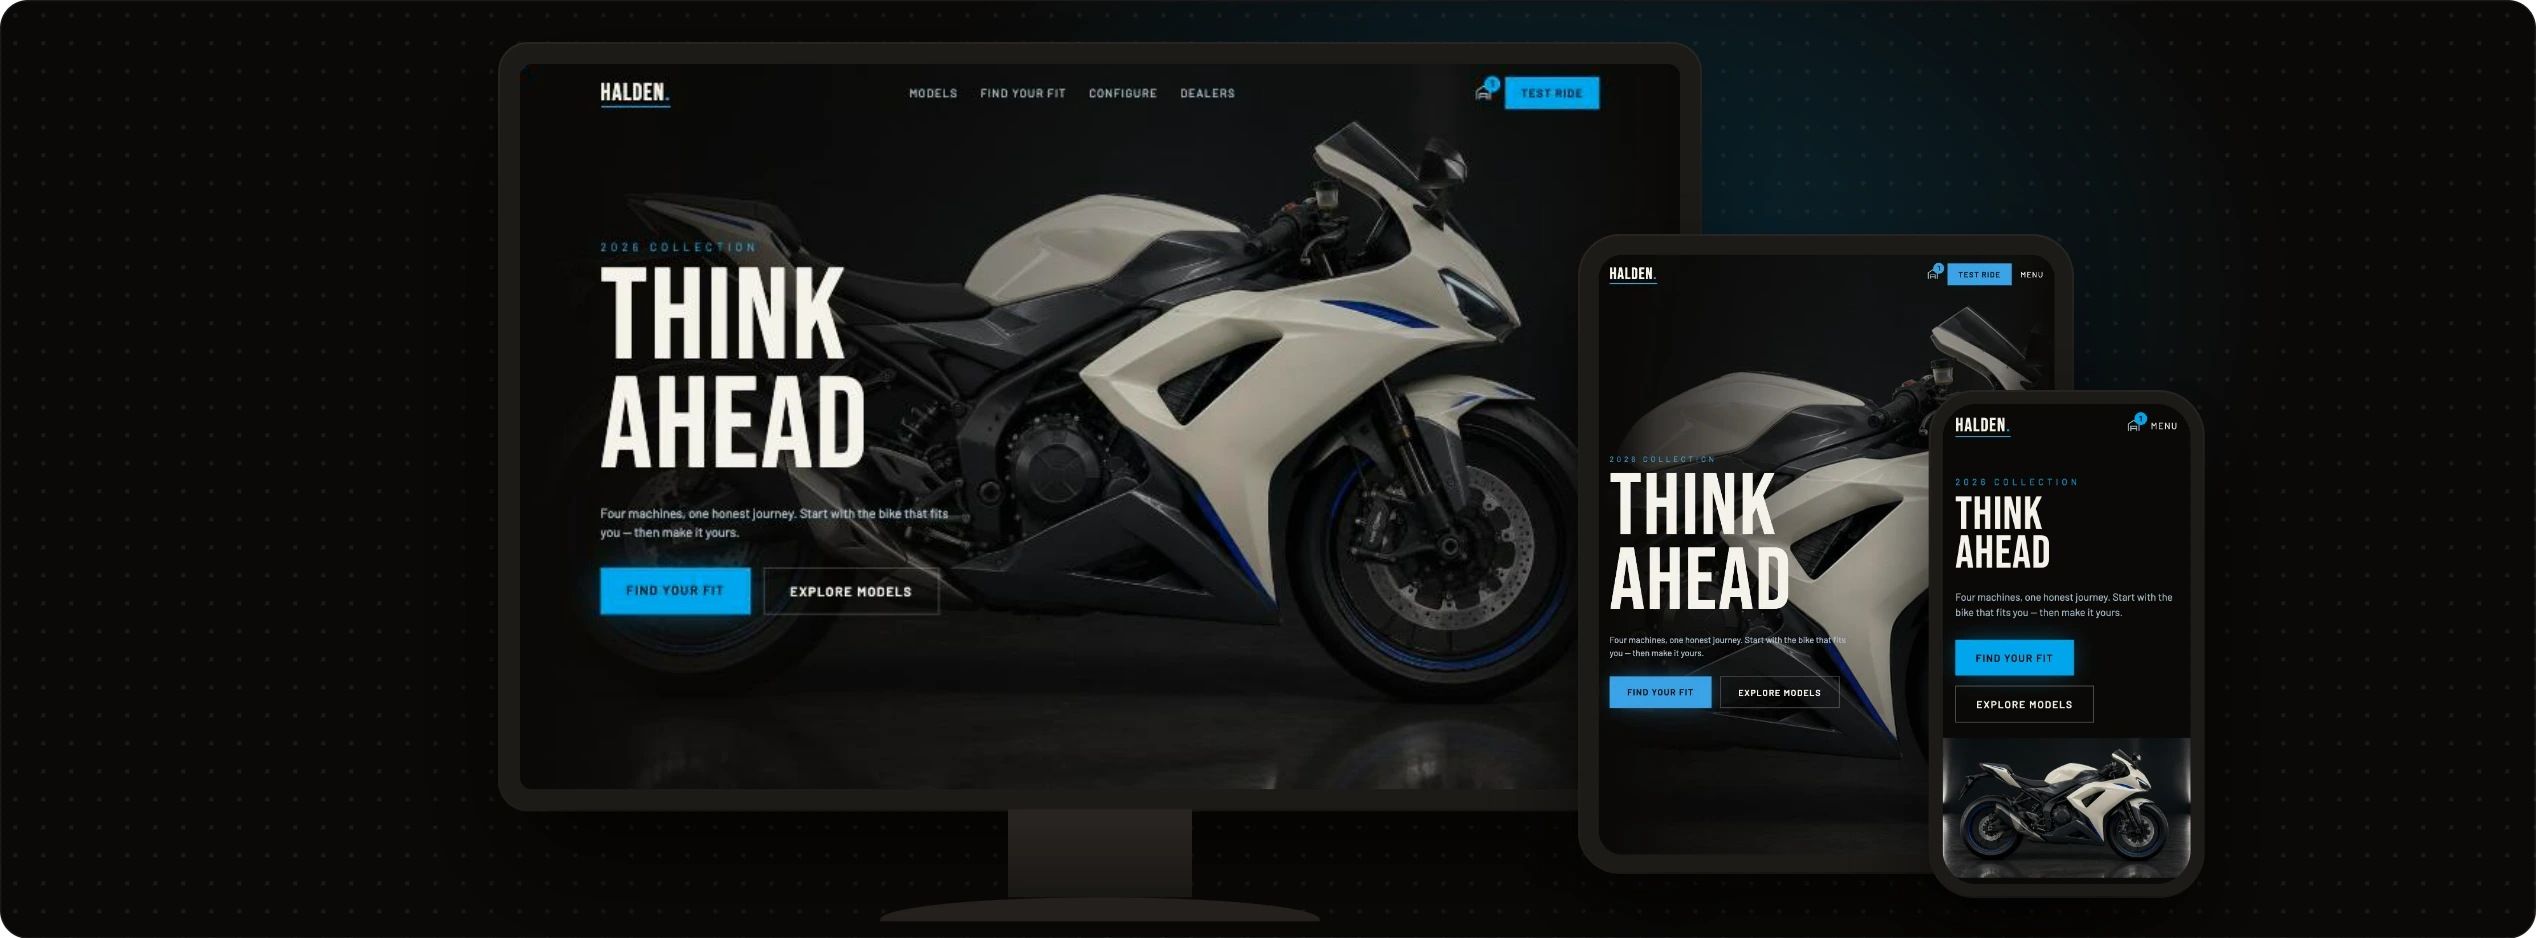 HALDEN.
MODELS FIND YOUR FIT CONFIGURE DEALERS
1
TEST RIDE
2026 COLLECTION
THINK
AHEAD
Four machines, one honest journey. Start with the bike that fits
you — then make it yours.
FIND YOUR FIT
EXPLORE MODELS
HALDEN.
1
TEST RIDE
MENU
2026 COLLECTION
THINK
AHEAD
Four machines, one honest journey. Start with the bike that fits
you — then make it yours.
FIND YOUR FIT
EXPLORE MODELS
HALDEN.
1
MENU
2026 COLLECTION
THINK
AHEAD
Four machines, one honest journey. Start with the
bike that fits you — then make it yours.
FIND YOUR FIT
EXPLORE MODELS